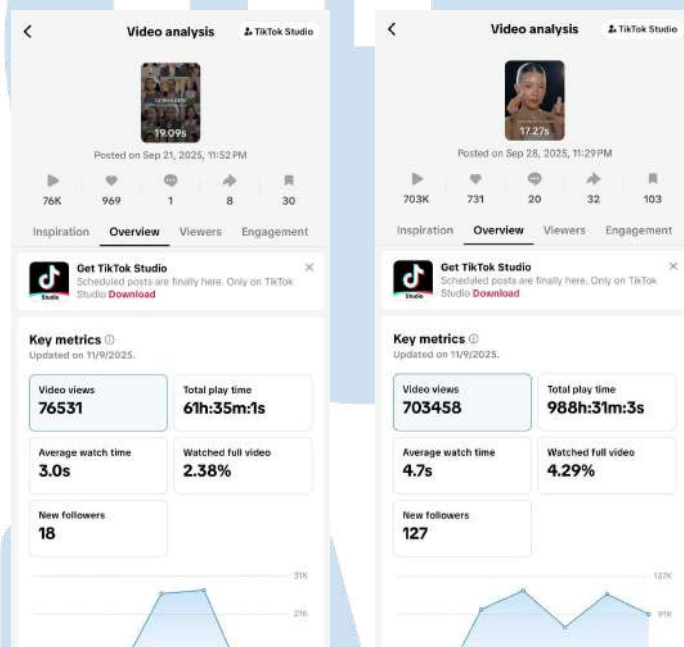 Video analysis
TikTok Studio
19.09s
Posted on Sep 21, 2025, 11:52 PM
76K
969
1
8
30
Inspiration
Overview
Viewers
Engagement
Get TikTok Studio
Scheduled posts are finally here. Only on TikTok
Studio Download
Studio
Key metrics
Updated on 11/9/2025.
Video views
76531
Total play time
61h:35m:1s
Average watch time
3.0s
Watched full video
2.38%
New followers
18
31K
21K
Video analysis
TikTok Studio
17.27s
Posted on Sep 28, 2025, 11:29 PM
703K
731
20
32
103
Inspiration
Overview
Viewers
Engagement
Get TikTok Studio
Scheduled posts are finally here. Only on TikTok
Studio Download
Studio
Key metrics
Updated on 11/9/2025.
Video views
703458
Total play time
988h:31m:3s
Average watch time
4.7s
Watched full video
4.29%
New followers
127
137K
91K